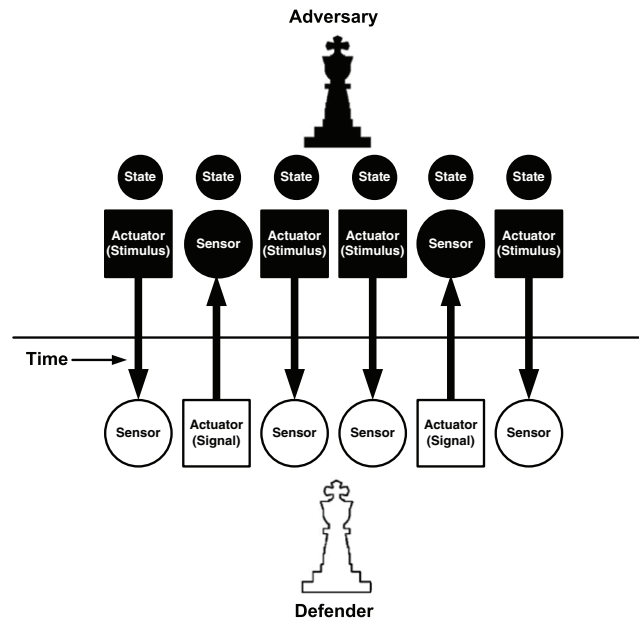 Adversary
State State State State State State
Actuator
(Stimulus)
Sensor
Actuator
(Stimulus)
Actuator
(Stimulus)
Sensor
Actuator
(Stimulus)
Time
Sensor
Actuator
(Signal)
Sensor
Sensor
Actuator
(Signal)
Sensor
Defender